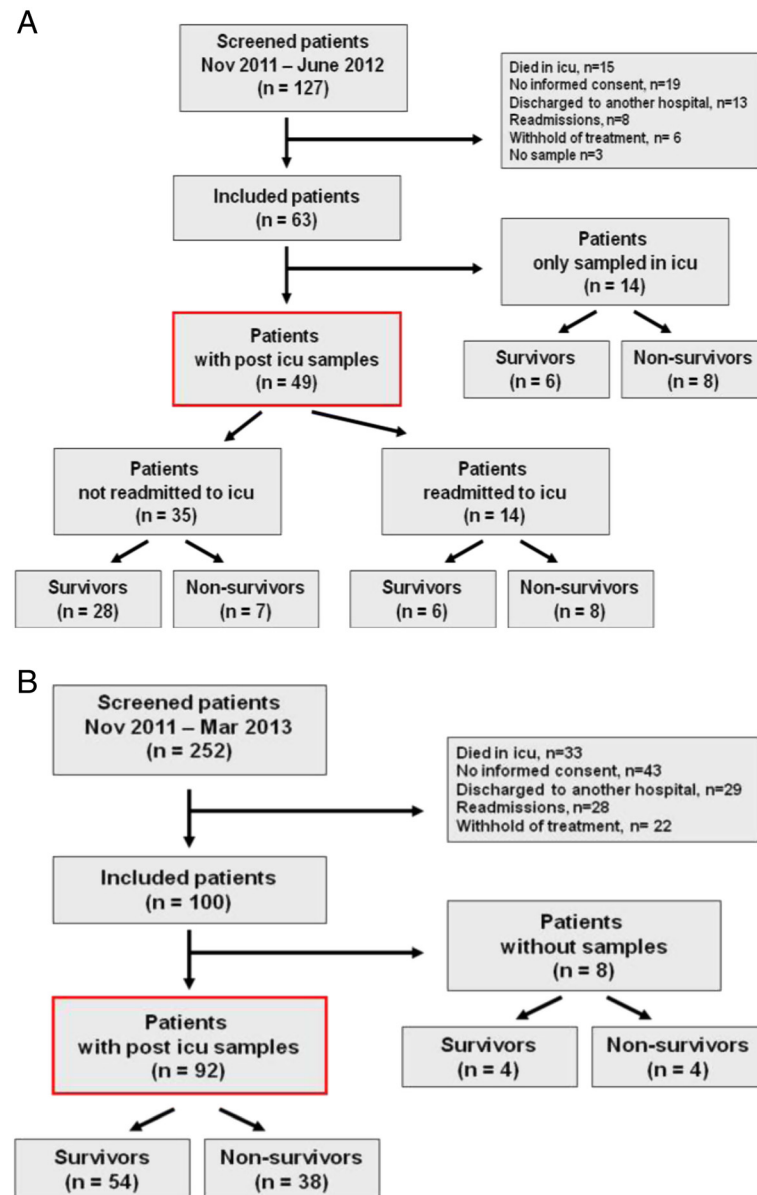 A
Screened patients
Nov 2011 – June 2012
(n = 127)
Died in icu, n=15
No informed consent, n=19
Discharged to another hospital, n=13
Readmissions, n=8
Withhold of treatment, n= 6
No sample n=3
Included patients
(n = 63)
Patients
only sampled in icu
(n = 14)
Survivors
(n = 6)
Non-survivors
(n = 8)
Patients
with post icu samples
(n = 49)
Patients
not readmitted to icu
(n = 35)
Patients
readmitted to icu
(n = 14)
Survivors
(n = 28)
Non-survivors
(n = 7)
Survivors
(n = 6)
Non-survivors
(n = 8)
B
Screened patients
Nov 2011 – Mar 2013
(n = 252)
Died in icu, n=33
No informed consent, n=43
Discharged to another hospital, n=29
Readmissions, n=28
Withhold of treatment, n= 22
Included patients
(n = 100)
Patients
without samples
(n = 8)
Survivors
(n = 4)
Non-survivors
(n = 4)
Patients
with post icu samples
(n = 92)
Survivors
(n = 54)
Non-survivors
(n = 38)